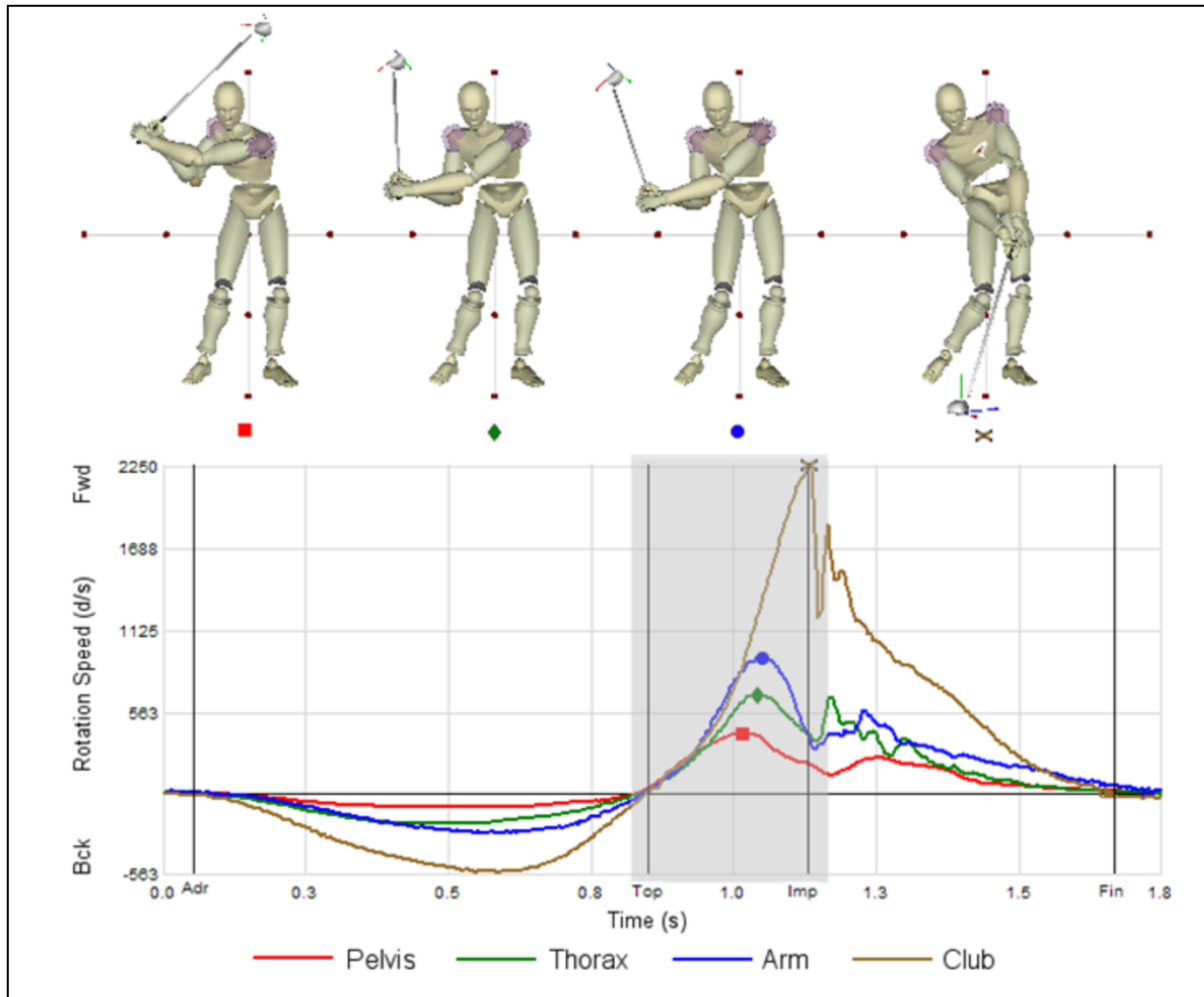 2250
1688
1125
563
-563
Fwd
Rotation Speed (d/s)
Bck
0.0 Adr 0.3 0.5 0.8 Top 1.0 Imp 1.3 1.5 Fin 1.8
Time (s)
Pelvis Thorax Arm Club